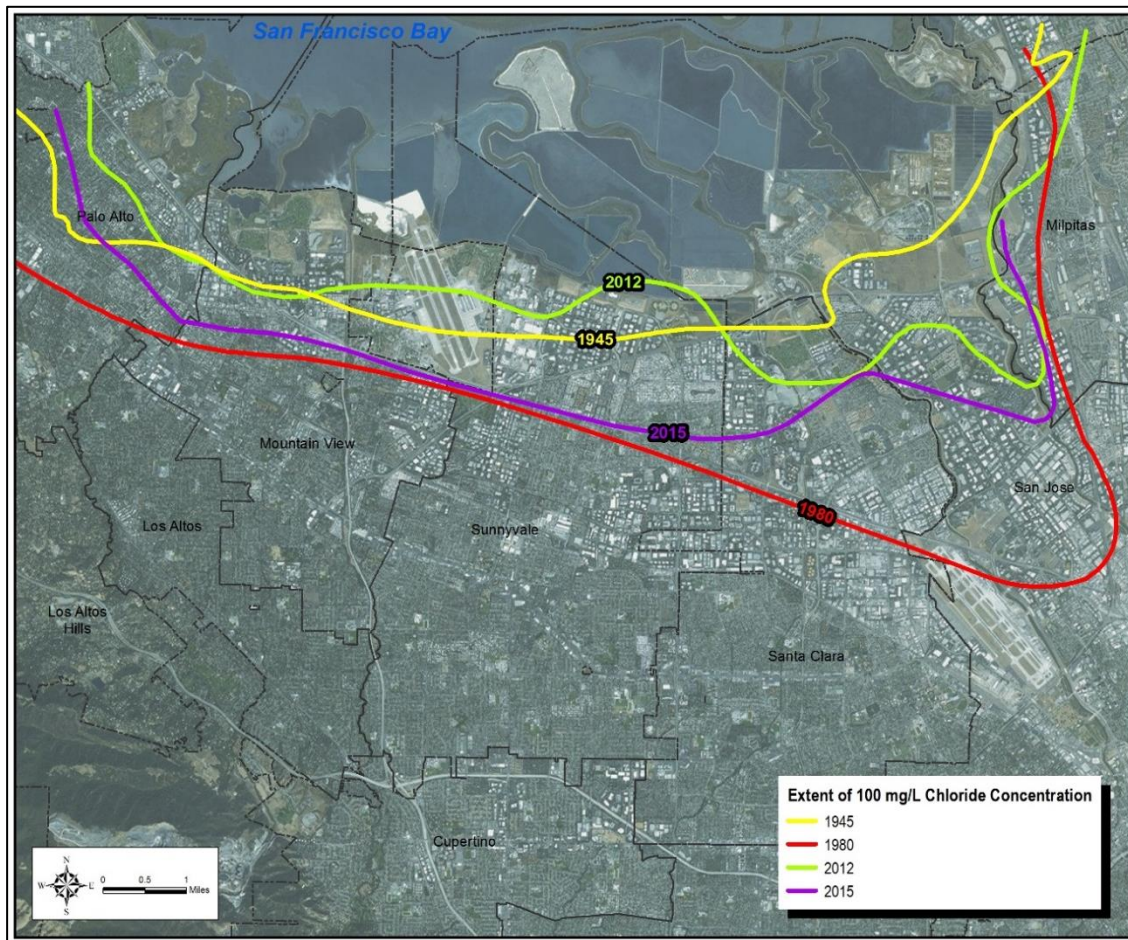 San Francisco Bay
Palo Alto
Milpitas
2012
1945
2015
Mountain View
1980
San Jose
Los Altos
Sunnyvale
Los Altos
Hills
Santa Clara
Cupertino
Extent of 100 mg/L Chloride Concentration
1945
1980
2012
2015
N
W E
S
0 0.5 1
Miles